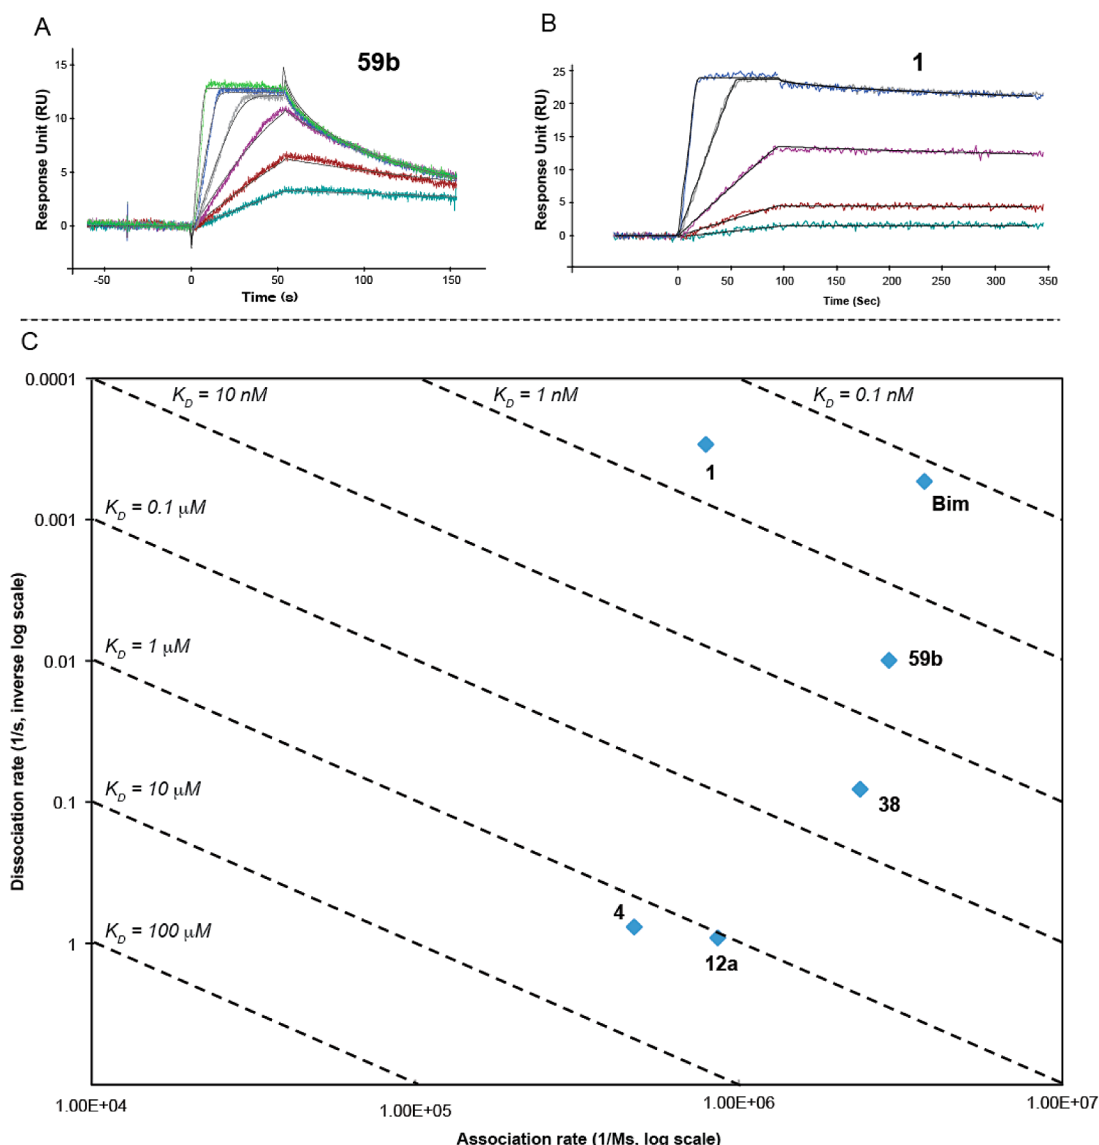 A
59b
Response Unit (RU)
15
10
5
0
-50
0
50
100
150
Time (s)
B
1
Response Unit (RU)
25
20
15
10
5
0
0
50
100
150
200
250
300
350
Time (Sec)
C
Dissociation rate (1/s, inverse log scale)
0.0001
0.001
0.01
0.1
1
K_D = 10 nM
K_D = 1 nM
K_D = 0.1 nM
K_D = 0.1 μM
K_D = 1 μM
K_D = 10 μM
K_D = 100 μM
1
Bim
59b
38
4
12a
1.00E+04
1.00E+05
1.00E+06
1.00E+07
Association rate (1/Ms, log scale)